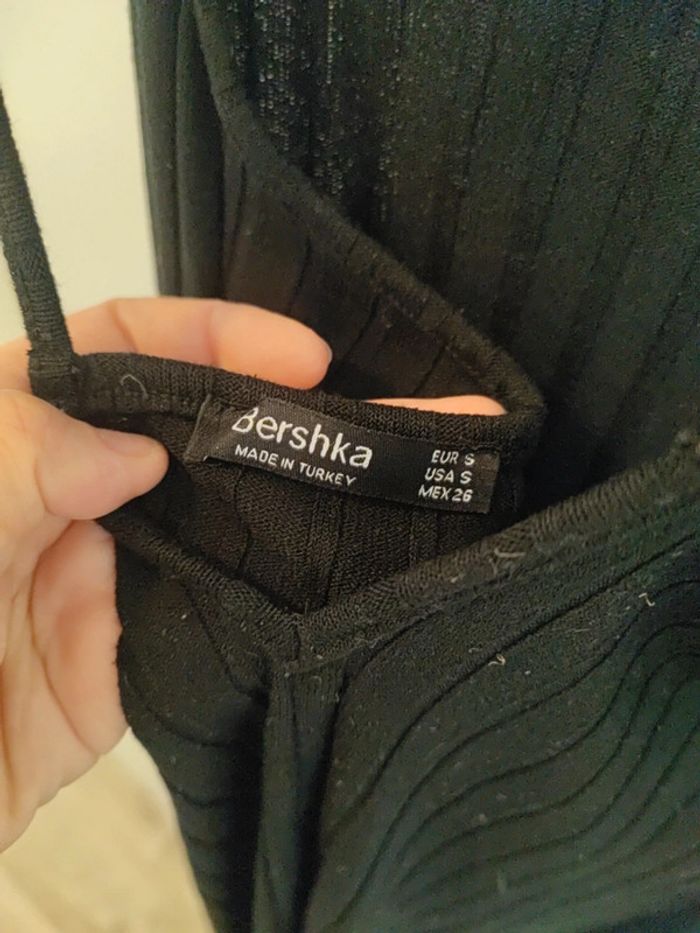 Bershka
MADE IN TURKEY
EUR S
USA S
MEX 26